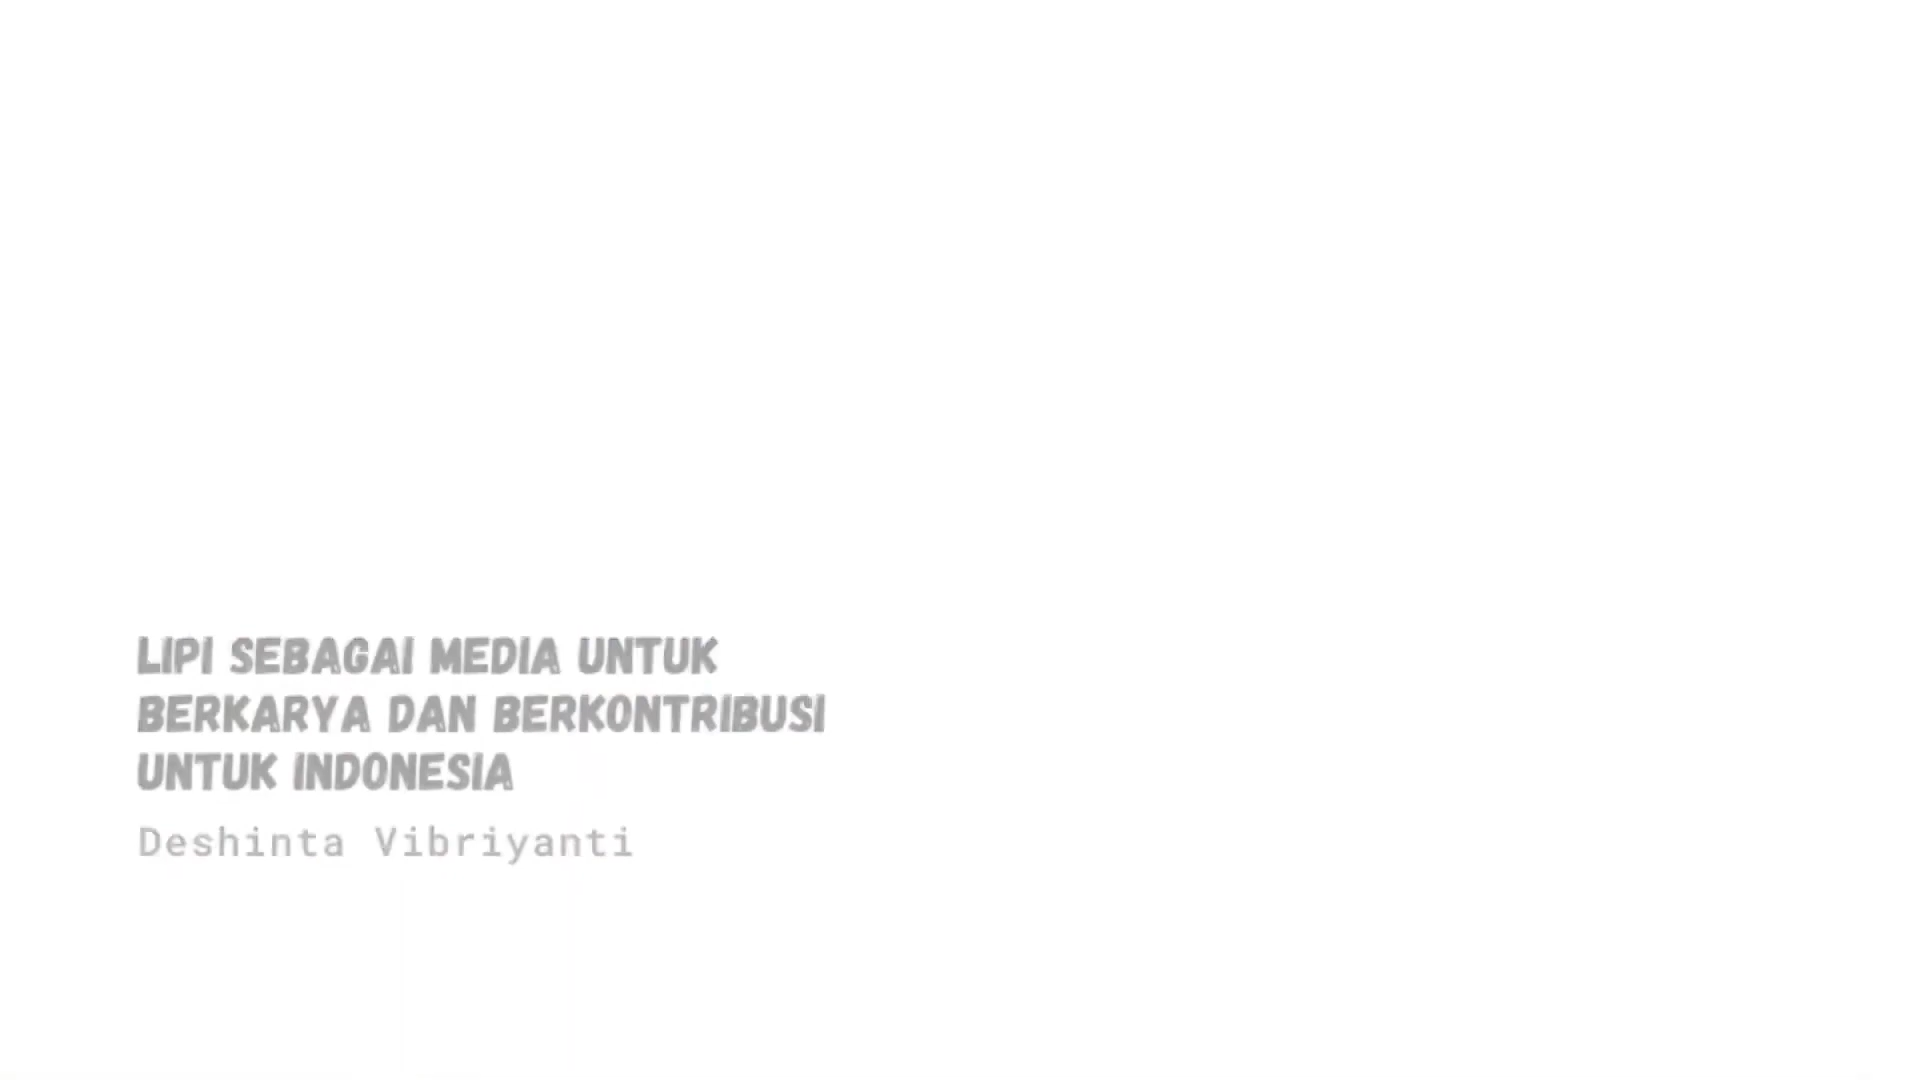 LIPI SEBAGAI MEDIA UNTUK
BERKARYA DAN BERKONTRIBUSI
UNTUK INDONESIA
Deshinta Vibriyanti